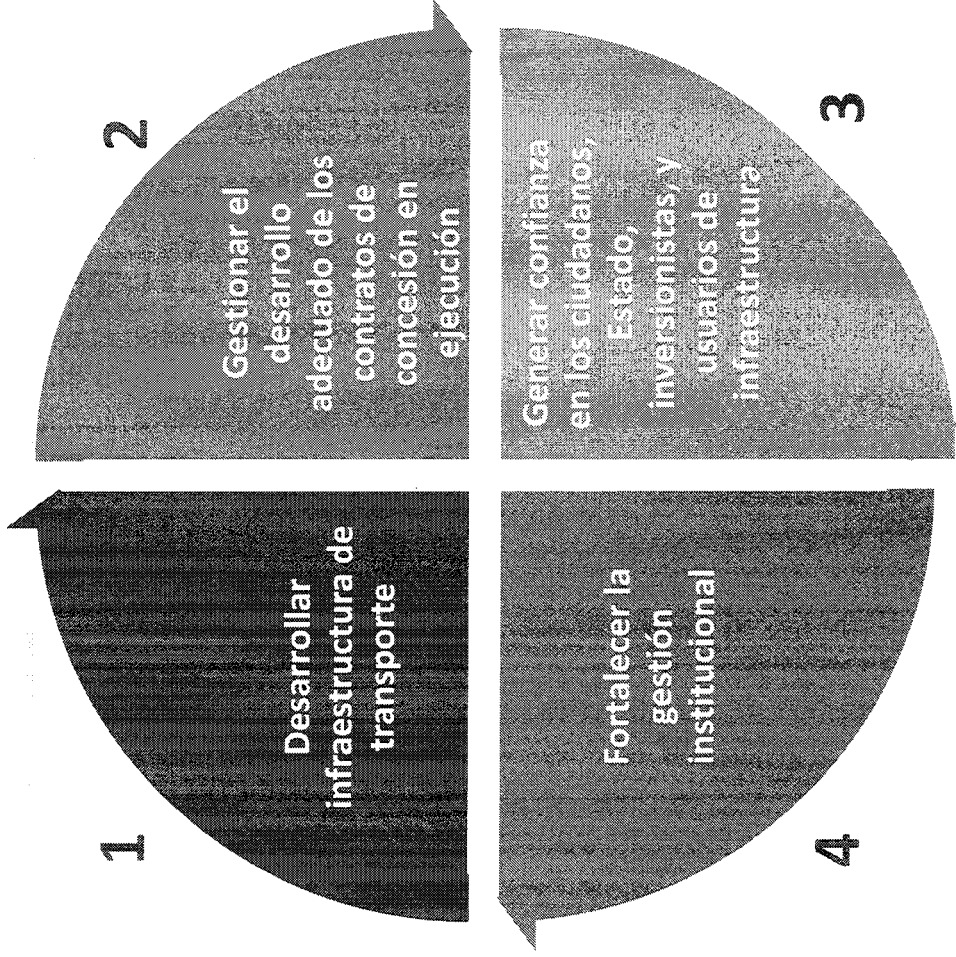 1
Desarrollar
infraestructura de
transporte
2
Gestionar el
desarrollo
adecuado de los
contratos de
concesión en
ejecución
3
Generar confianza
en los ciudadanos,
Estado,
inversionistas, y
usuarios de
infraestructura
4
Fortalecer la
gestión
institucional